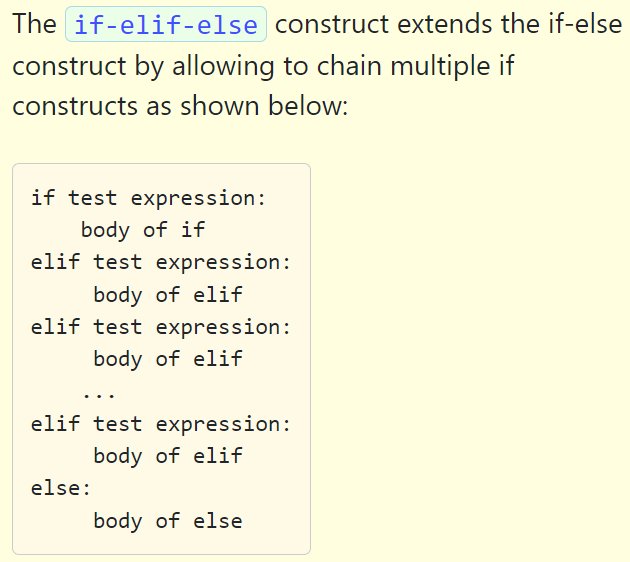 The if-elif-else construct extends the if-else
construct by allowing to chain multiple if
constructs as shown below:
if test expression:
    body of if
elif test expression:
     body of elif
elif test expression:
     body of elif
    ...
elif test expression:
     body of elif
else:
     body of else